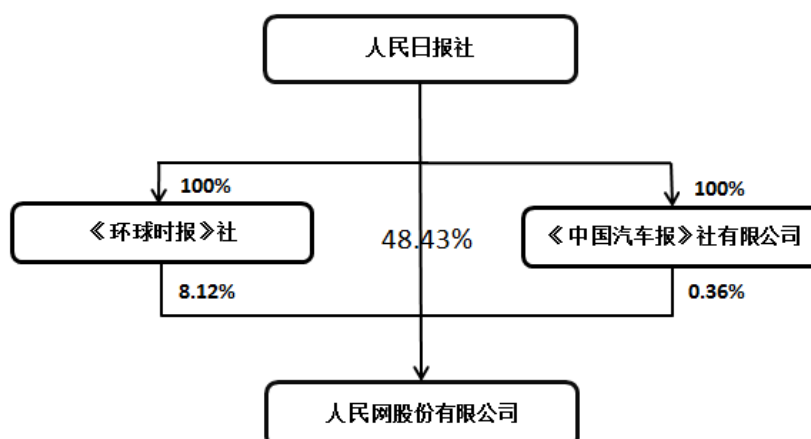 人民日报社
100%
100%
《环球时报》社
48.43%
《中国汽车报》社有限公司
8.12%
0.36%
人民网股份有限公司